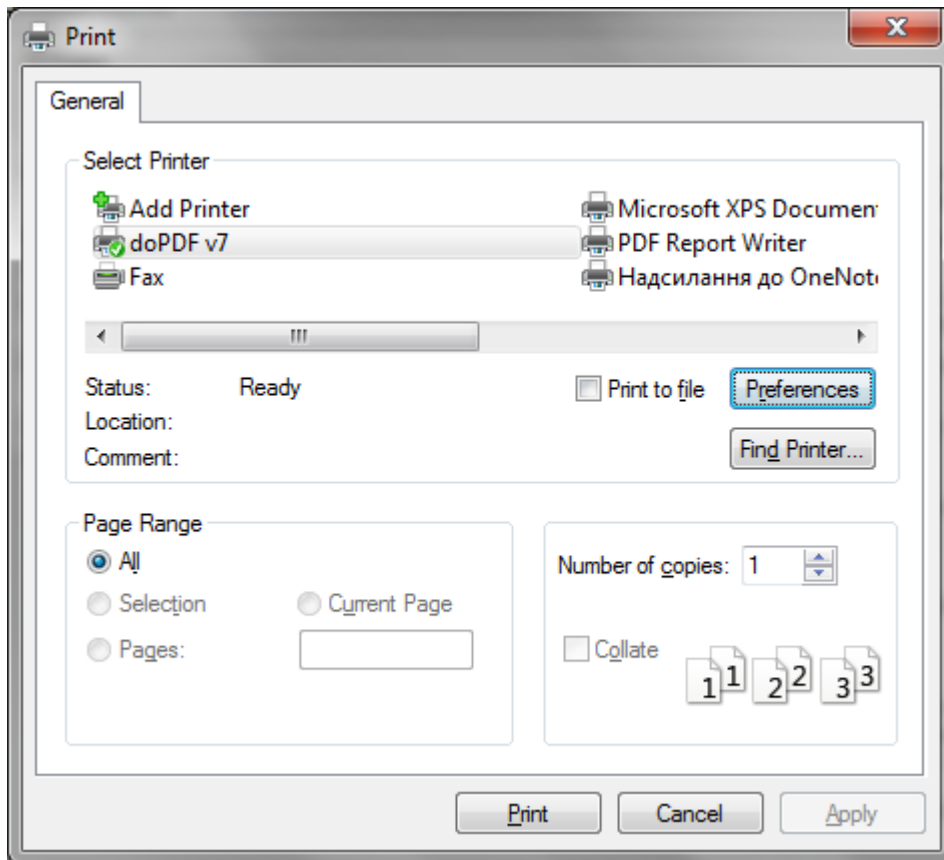 Print
General
Select Printer
Add Printer
Microsoft XPS Documen
doPDF v7
PDF Report Writer
Fax
Надсилання до OneNot
Status: Ready
Print to file
Preferences
Location:
Comment:
Find Printer...
Page Range
All
Number of copies: 1
Selection
Current Page
Pages:
Collate
1 1 2 2 3 3
Print
Cancel
Apply